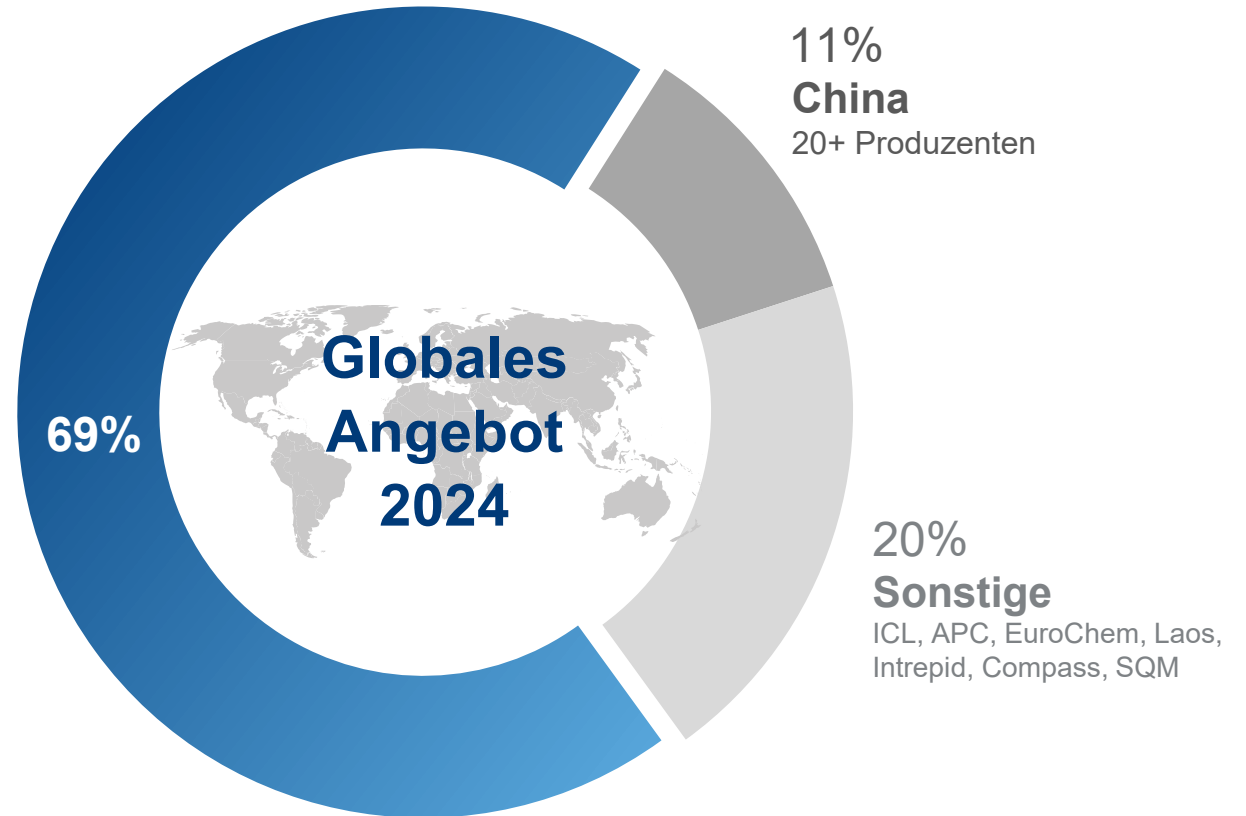 11%
China
20+ Produzenten
Globales
Angebot
2024
69%
20%
Sonstige
ICL, APC, EuroChem, Laos,
Intrepid, Compass, SQM